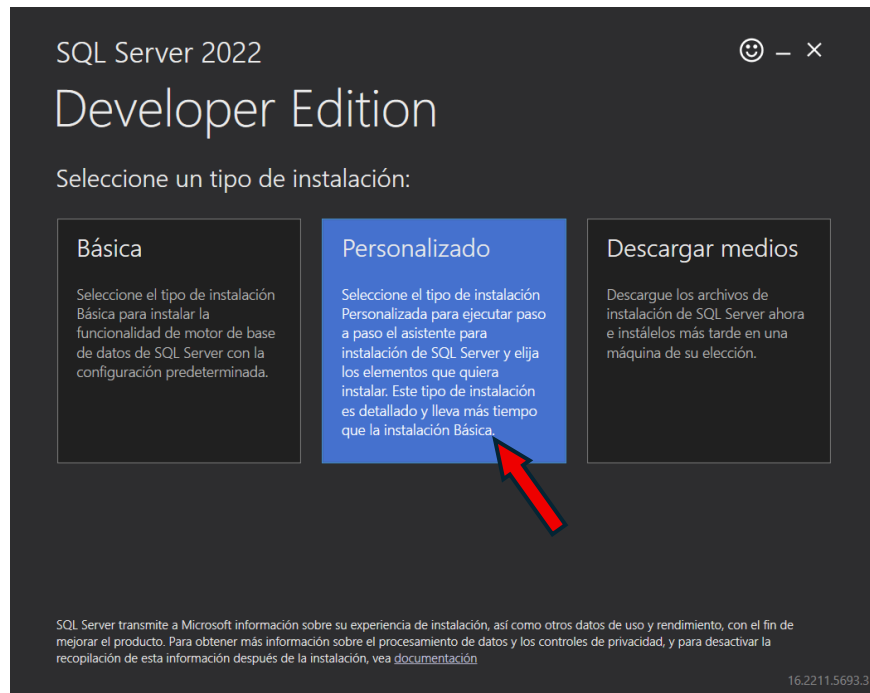 SQL Server 2022
Developer Edition
Seleccione un tipo de instalación:
Básica
Seleccione el tipo de instalación
Básica para instalar la
funcionalidad de motor de base
de datos de SQL Server con la
configuración predeterminada.
Personalizado
Seleccione el tipo de instalación
Personalizada para ejecutar paso
a paso el asistente para
instalación de SQL Server y elija
los elementos que quiera
instalar. Este tipo de instalación
es detallado y lleva más tiempo
que la instalación Básica.
Descargar medios
Descargue los archivos de
instalación de SQL Server ahora
e instálelos más tarde en una
máquina de su elección.
SQL Server transmite a Microsoft información sobre su experiencia de instalación, así como otros datos de uso y rendimiento, con el fin de
mejorar el producto. Para obtener más información sobre el procesamiento de datos y los controles de privacidad, y para desactivar la
recopilación de esta información después de la instalación, vea documentación
16.2211.5693.3